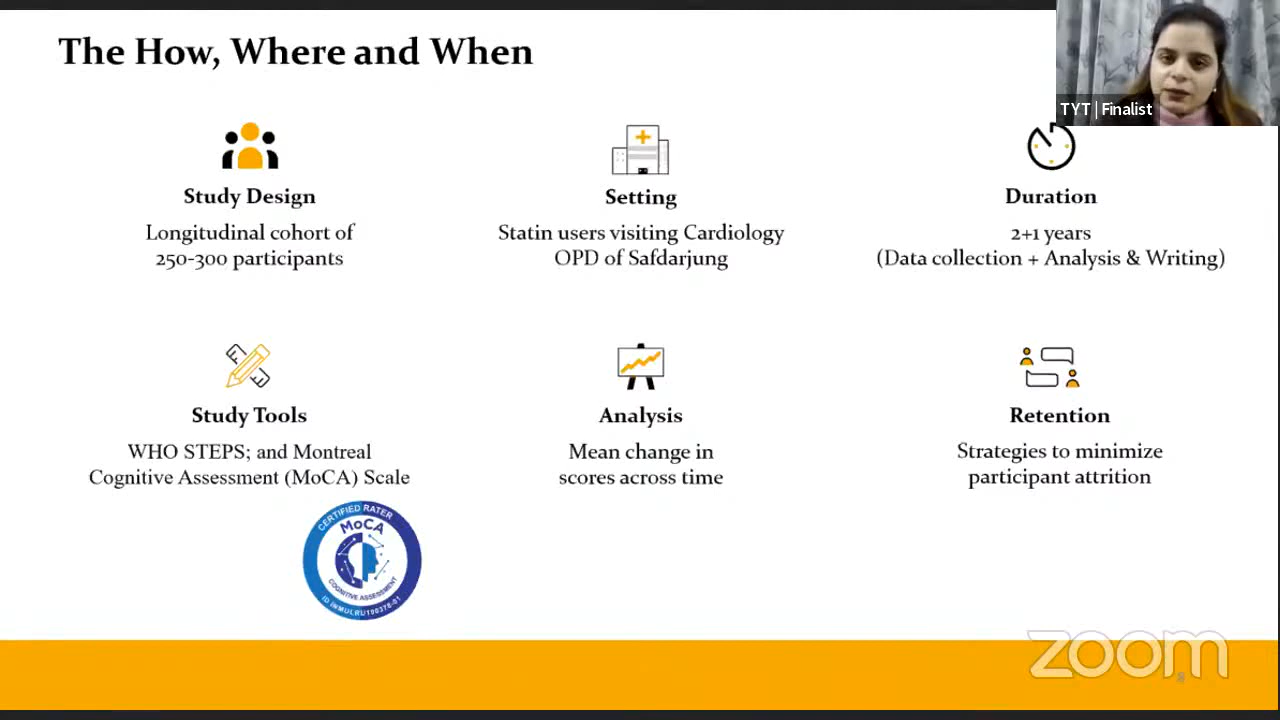 The How, Where and When
TYT | Finalist
Study Design
Longitudinal cohort of
250-300 participants
Setting
Statin users visiting Cardiology
OPD of Safdarjung
Duration
2+1 years
(Data collection + Analysis & Writing)
Study Tools
WHO STEPS; and Montreal
Cognitive Assessment (MoCA) Scale
Analysis
Mean change in
scores across time
Retention
Strategies to minimize
participant attrition
CERTIFIED RATER
MoCA
COGNITIVE ASSESSMENT
zoom